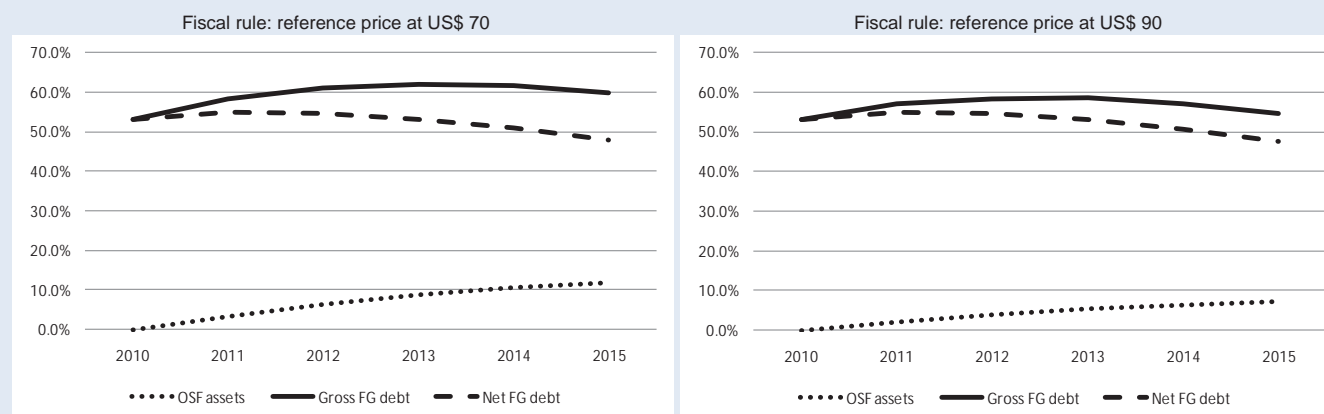 Fiscal rule: reference price at US$ 70
70.0%
60.0%
50.0%
40.0%
30.0%
20.0%
10.0%
0.0%
2010 2011 2012 2013 2014 2015
OSF assets Gross FG debt Net FG debt
Fiscal rule: reference price at US$ 90
70.0%
60.0%
50.0%
40.0%
30.0%
20.0%
10.0%
0.0%
2010 2011 2012 2013 2014 2015
OSF assets Gross FG debt Net FG debt